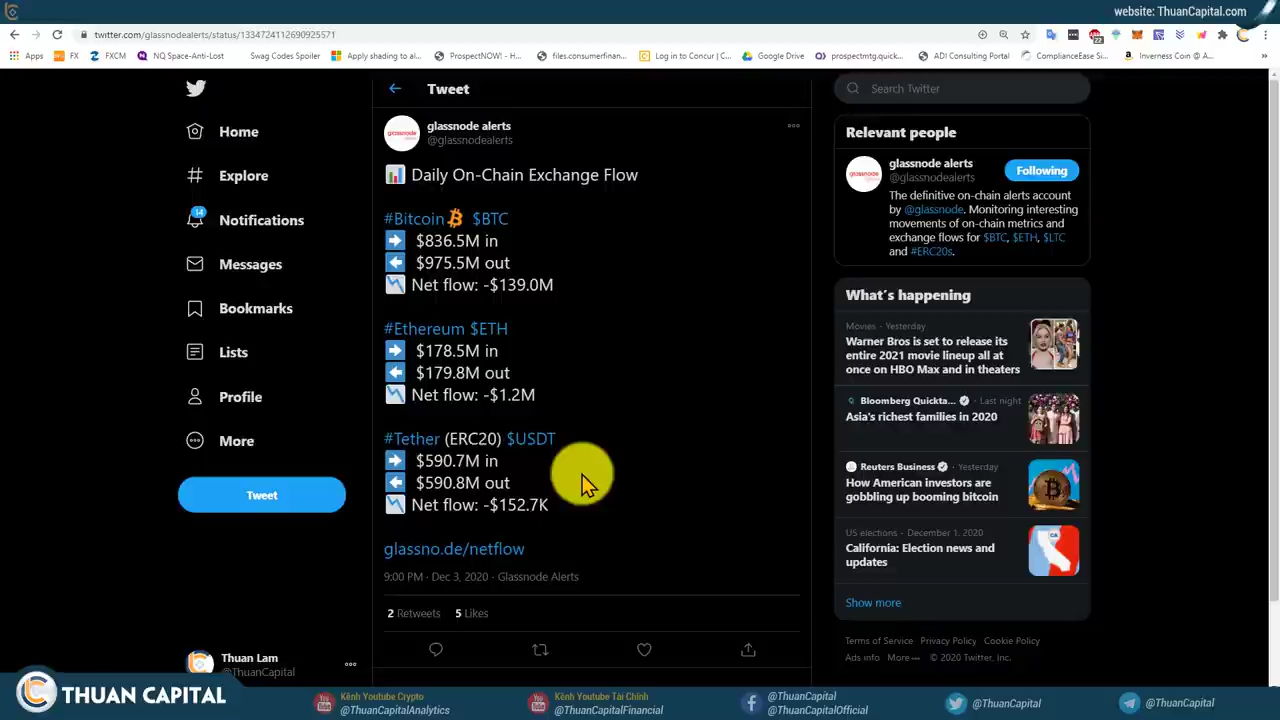 website: ThuanCapital.com
twitter.com/glassnodealerts/status/1334724112690925571
Apps
FX
FXCM
NQ Space-Anti-Lost
Swag Codes Spoiler
Apply shading to al...
ProspectNOW! - H...
files.consumerfinan...
Log in to Concur | C...
Google Drive
prospectmtg.quick...
ADI Consulting Portal
ComplianceEase Si...
Inverness Coin @ A...
Home
Explore
14
Notifications
Messages
Bookmarks
Lists
Profile
More
Tweet
Thuan Lam
@ThuanCapital
Tweet
glassnode alerts
@glassnodealerts
Daily On-Chain Exchange Flow
#Bitcoin $BTC
$836.5M in
$975.5M out
Net flow: -$139.0M
#Ethereum $ETH
$178.5M in
$179.8M out
Net flow: -$1.2M
#Tether (ERC20) $USDT
$590.7M in
$590.8M out
Net flow: -$152.7K
glassno.de/netflow
9:00 PM · Dec 3, 2020 · Glassnode Alerts
2 Retweets 5 Likes
Search Twitter
Relevant people
glassnode alerts
@glassnodealerts
Following
The definitive on-chain alerts account
by @glassnode. Monitoring interesting
movements of on-chain metrics and
exchange flows for $BTC, $ETH, $LTC
and #ERC20s.
What's happening
Movies · Yesterday
Warner Bros is set to release its
entire 2021 movie lineup all at
once on HBO Max and in theaters
Bloomberg Quickta... · Last night
Asia's richest families in 2020
Reuters Business · Yesterday
How American investors are
gobbling up booming bitcoin
US elections · December 1, 2020
California: Election news and
updates
Show more
Terms of Service Privacy Policy Cookie Policy
Ads info More... © 2020 Twitter, Inc.
THUAN CAPITAL
Kênh Youtube Crypto
@ThuanCapitalAnalytics
Kênh Youtube Tài Chính
@ThuanCapitalFinancial
@ThuanCapital
@ThuanCapitalOfficial
@ThuanCapital
@ThuanCapital